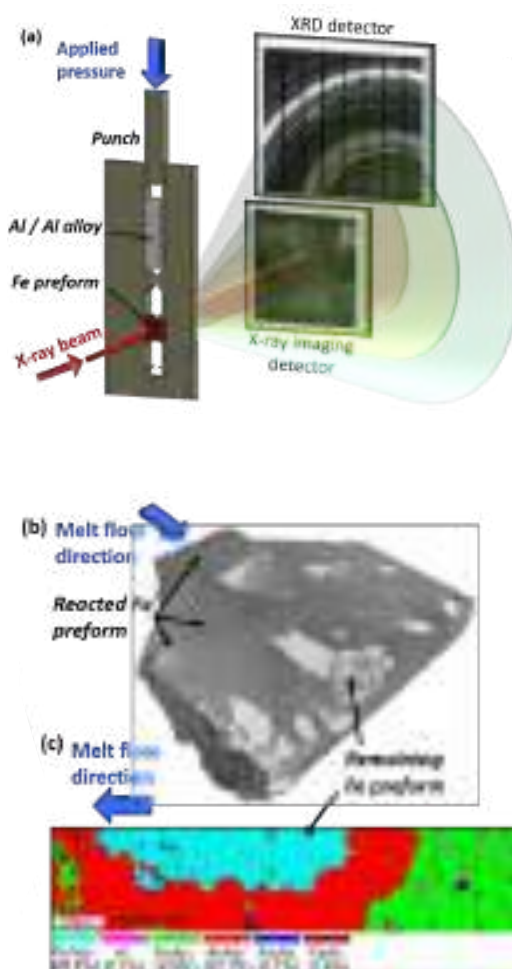 (a)
XRD detector
Applied
pressure
Punch
Al / Al alloy
Fe preform
X-ray beam
X-ray imaging
detector
(b) Melt flow
direction
Reacted Fe
preform
(c)
Melt flow
direction
Remaining
Fe preform